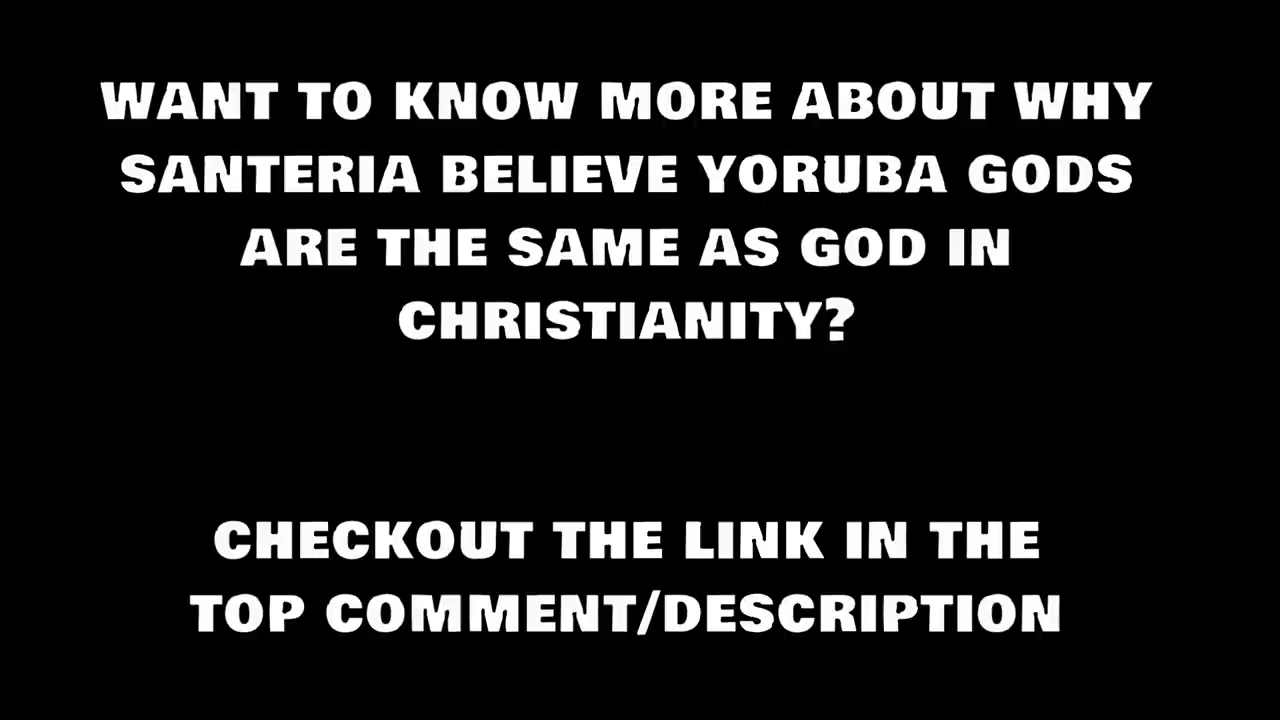 WANT TO KNOW MORE ABOUT WHY
SANTERIA BELIEVE YORUBA GODS
ARE THE SAME AS GOD IN
CHRISTIANITY?
CHECKOUT THE LINK IN THE
TOP COMMENT/DESCRIPTION